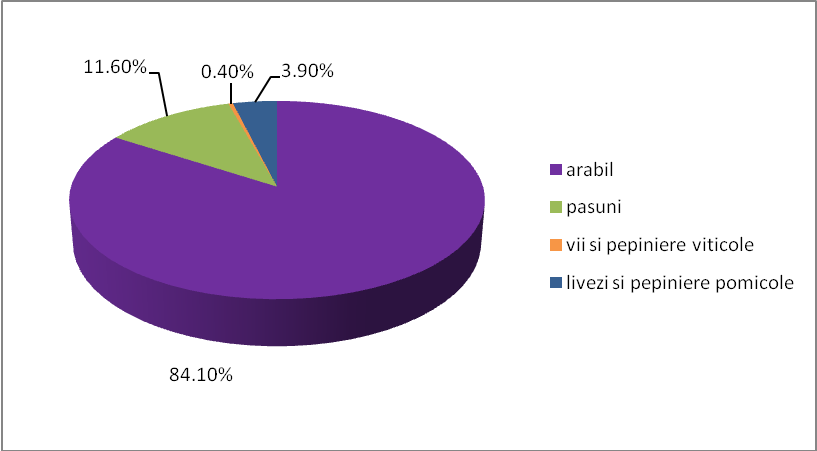 11.60%
0.40%
3.90%
84.10%
arabil
pasuni
vii si pepiniere viticole
livezi si pepiniere pomicole